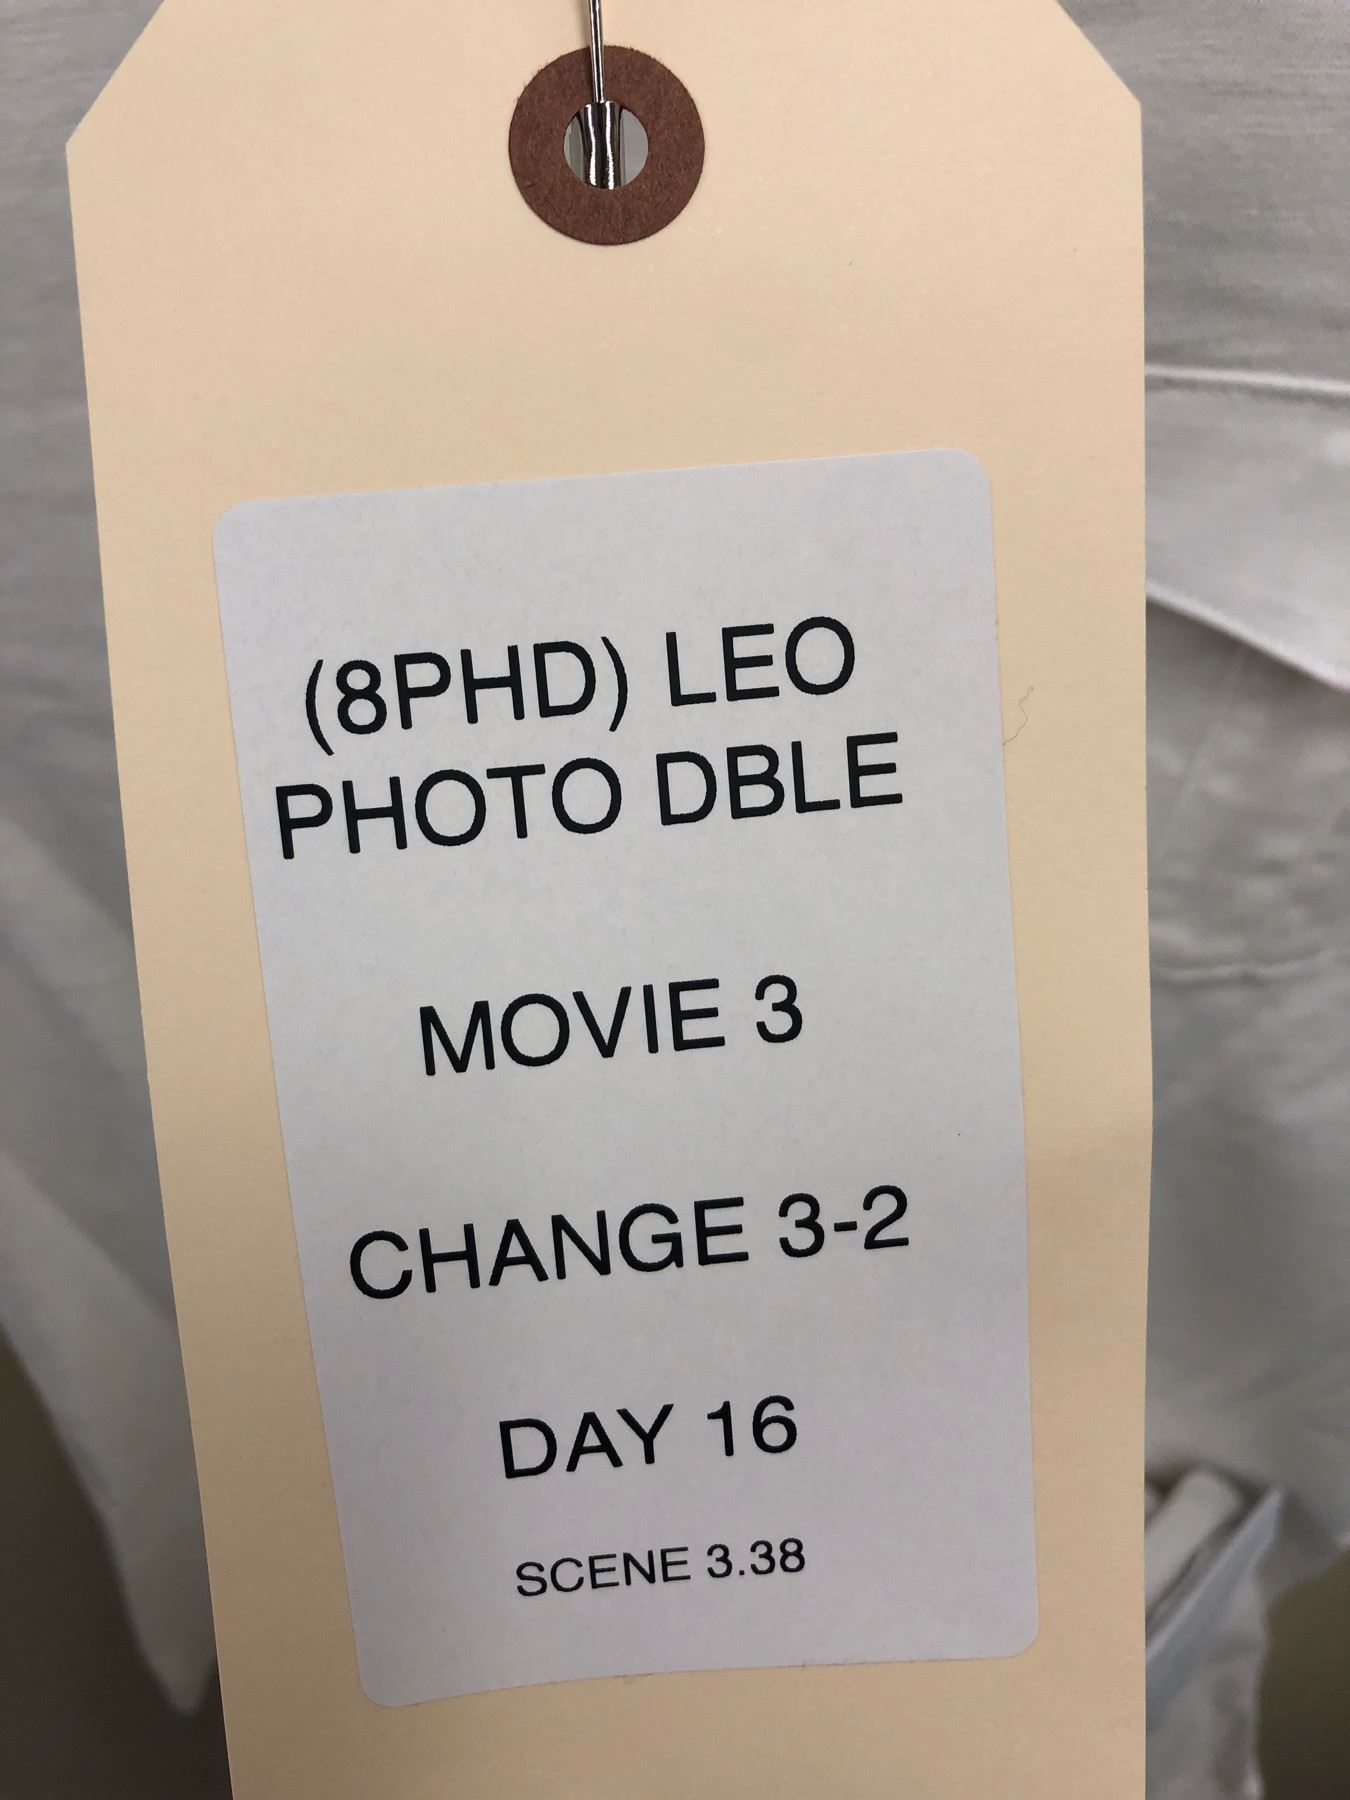 (8PHD) LEO
PHOTO DBLE
MOVIE 3
CHANGE 3-2
DAY 16
SCENE 3.38